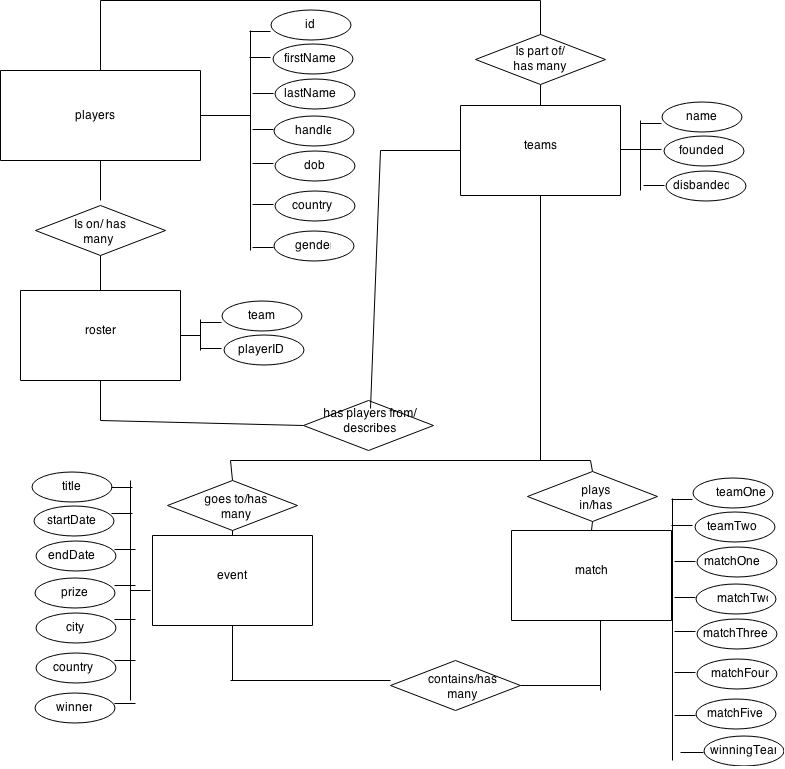 id
firstName
lastName
handle
dob
country
gende
players
Is part of/
has many
teams
name
founded
disbanded
Is on/ has
many
roster
team
playerID
has players from/
describes
title
startDate
endDate
prize
city
country
winner
goes to/has
many
event
plays
in/has
match
teamOne
teamTwo
matchOne
matchTwo
matchThree
matchFour
matchFive
winningTea
contains/has
many